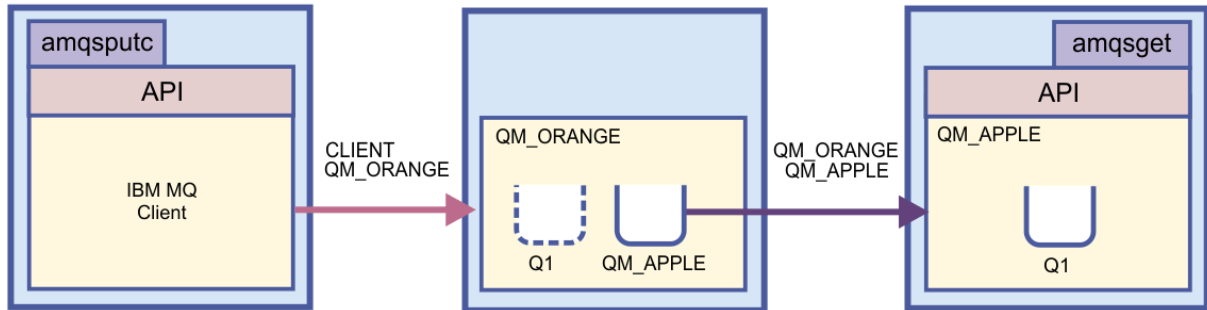 amqsputc
API
IBM MQ
Client
CLIENT
QM_ORANGE
QM_ORANGE
Q1
QM_APPLE
QM_ORANGE
QM_APPLE
amqsget
API
QM_APPLE
Q1